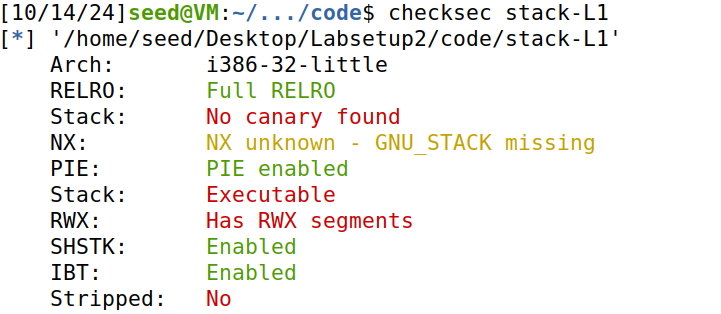 [10/14/24]seed@VM:~/.../code$ checksec stack-L1
[*] '/home/seed/Desktop/Labsetup2/code/stack-L1'
    Arch:       i386-32-little
    RELRO:      Full RELRO
    Stack:      No canary found
    NX:         NX unknown - GNU_STACK missing
    PIE:        PIE enabled
    Stack:      Executable
    RWX:        Has RWX segments
    SHSTK:      Enabled
    IBT:        Enabled
    Stripped:   No